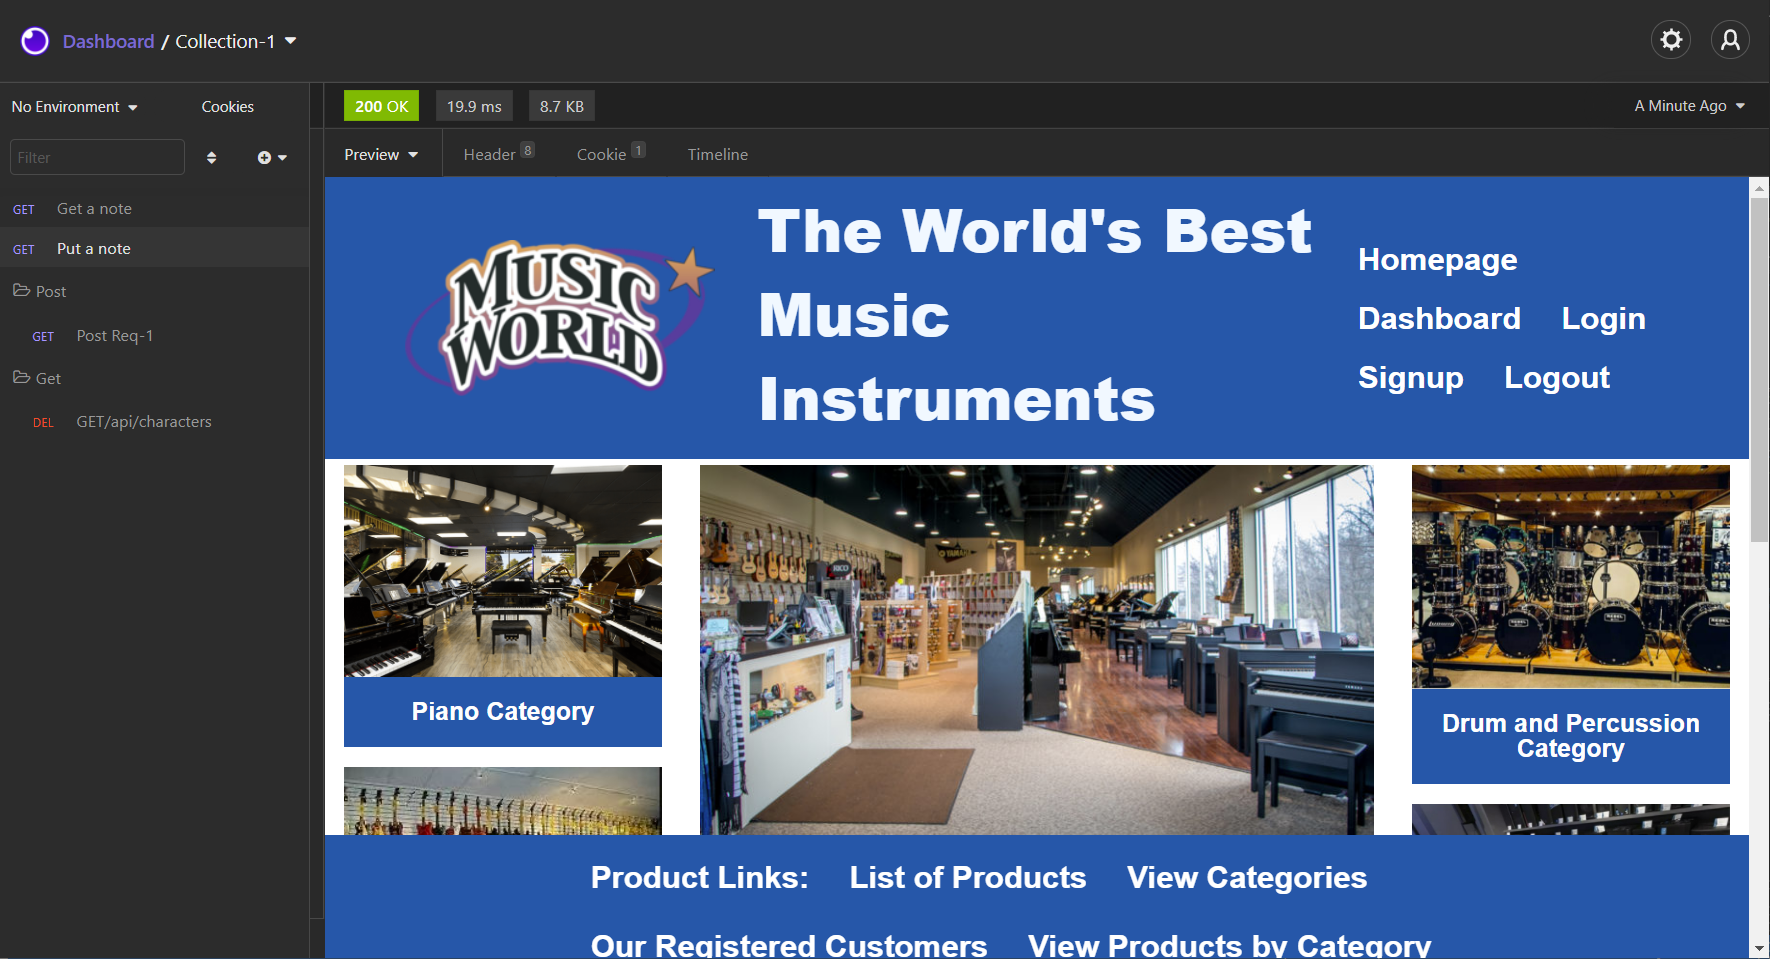 Dashboard / Collection-1
No Environment
Cookies
200 OK
19.9 ms
8.7 KB
A Minute Ago
Filter
Preview
Header 8
Cookie 1
Timeline
GET Get a note
GET Put a note
Post
GET Post Req-1
Get
DEL GET/api/characters
MUSIC
WORLD
The World's Best
Music
Instruments
Homepage
Dashboard Login
Signup Logout
YAMAHA
RICO
Piano Category
Drum and Percussion
Category
Product Links: List of Products View Categories
Our Registered Customers View Products by Category